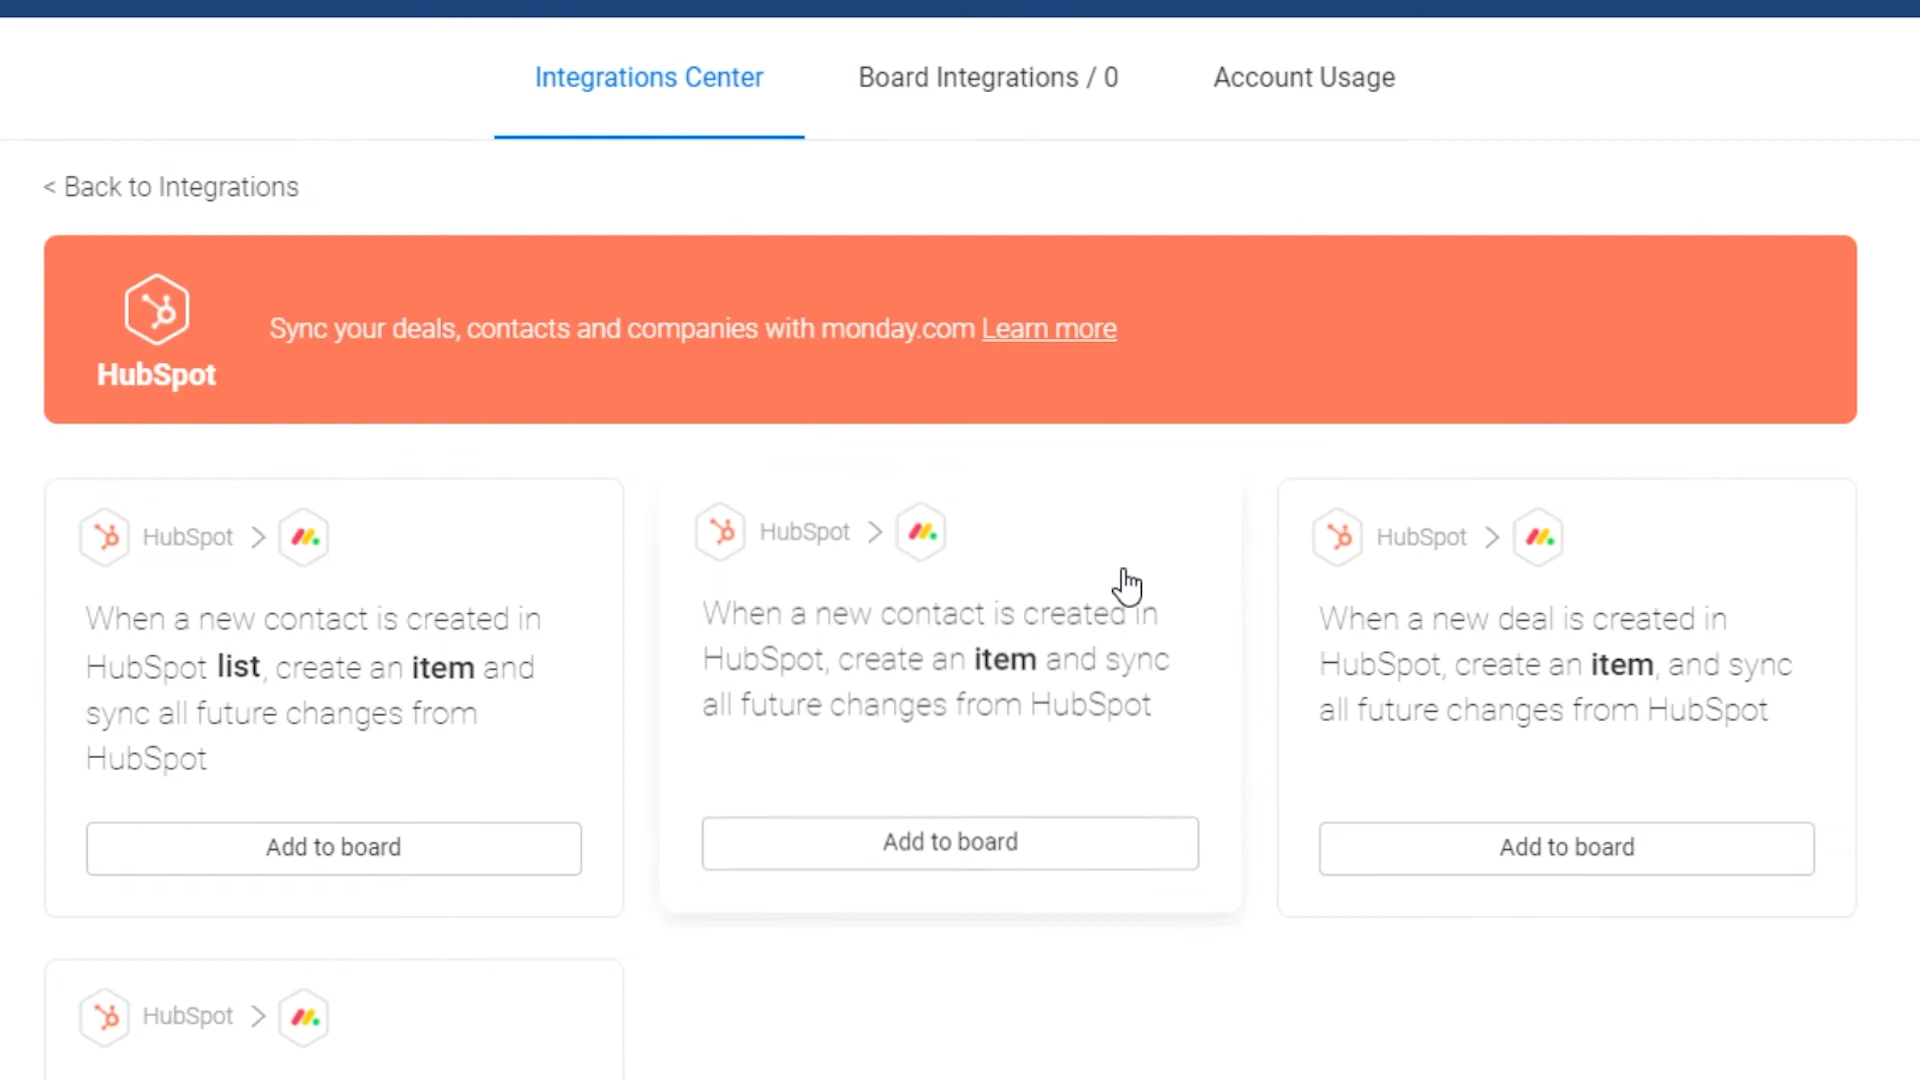 Integrations Center
Board Integrations / 0
Account Usage
< Back to Integrations
HubSpot
Sync your deals, contacts and companies with monday.com Learn more
HubSpot >
When a new contact is created in
HubSpot list, create an item and
sync all future changes from
HubSpot
Add to board
HubSpot >
When a new contact is created in
HubSpot, create an item and sync
all future changes from HubSpot
Add to board
HubSpot >
When a new deal is created in
HubSpot, create an item, and sync
all future changes from HubSpot
Add to board
HubSpot >